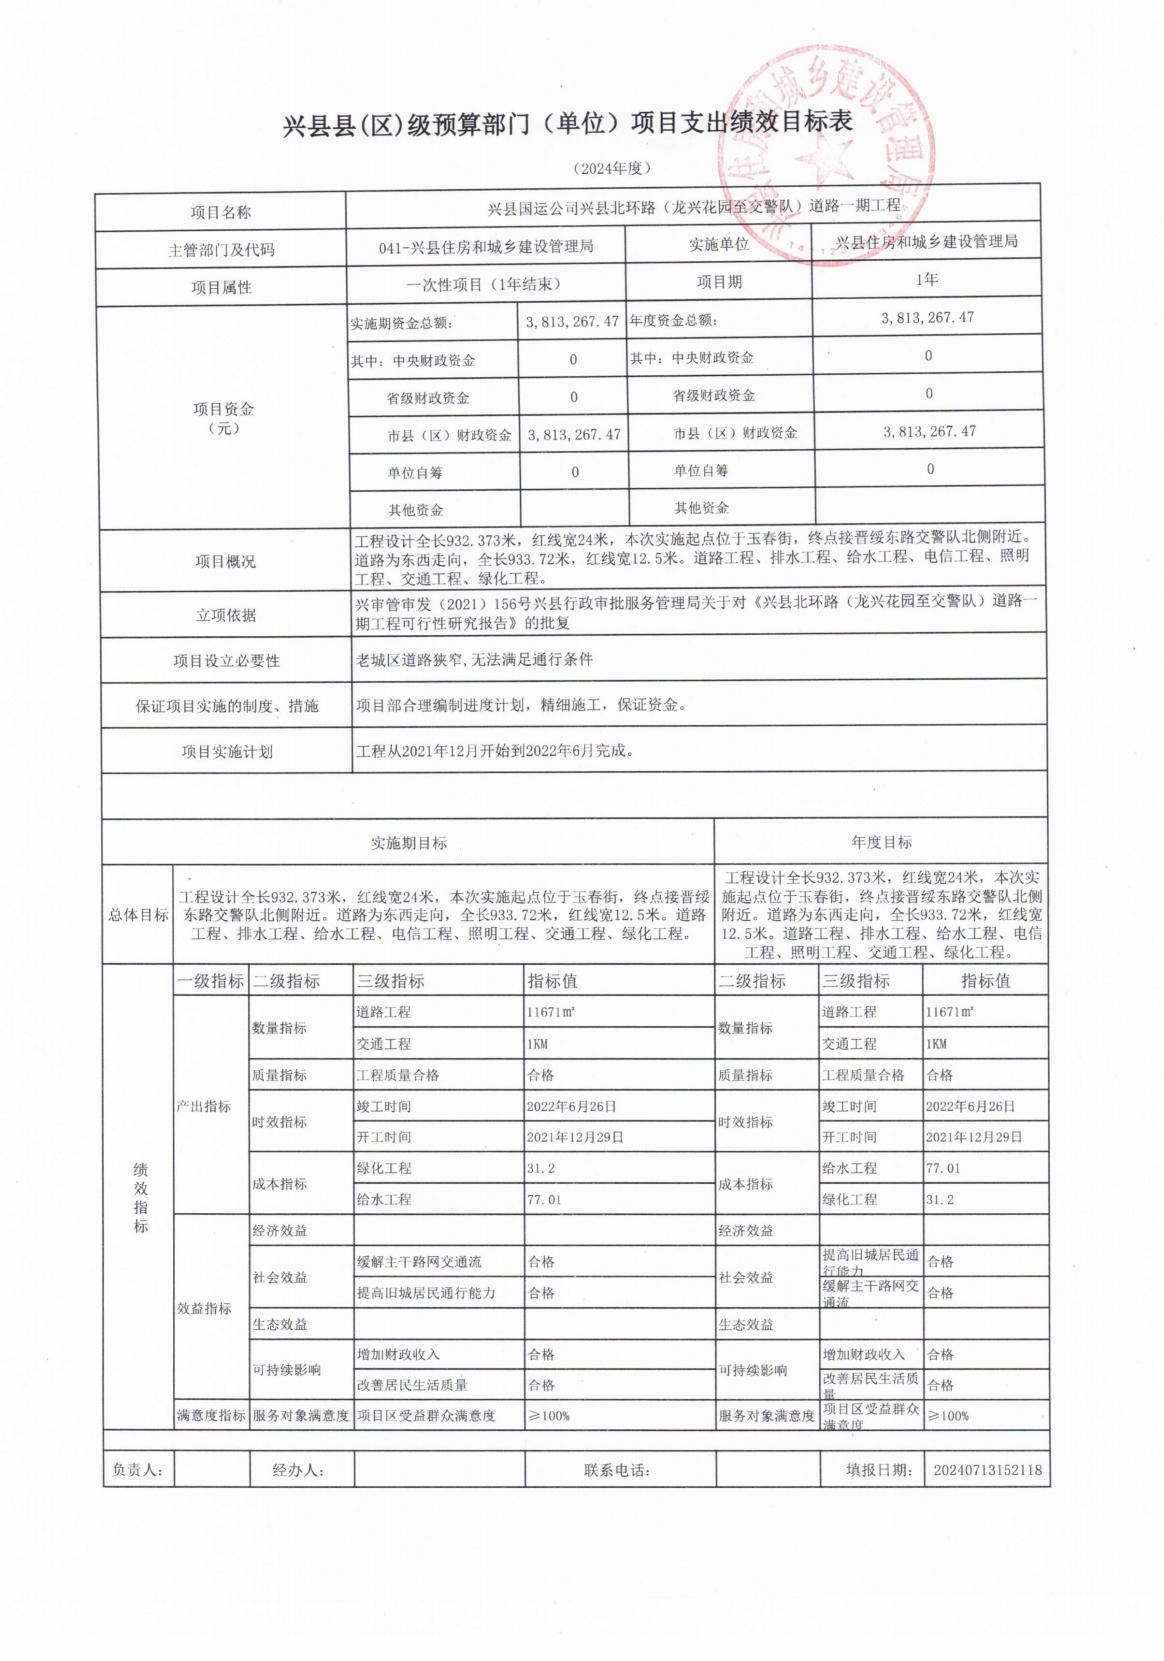 兴县县(区)级预算部门（单位）项目支出绩效目标表
（2024年度）
项目名称 兴县国运公司兴县北环路（龙兴花园至交警队）道路一期工程
主管部门及代码 041-兴县住房和城乡建设管理局 实施单位 兴县住房和城乡建设管理局
项目属性 一次性项目（1年结束） 项目期 1年
项目资金
（元）
实施期资金总额: 3,813,267.47 年度资金总额: 3,813,267.47
其中: 中央财政资金 0 其中: 中央财政资金 0
省级财政资金 0 省级财政资金 0
市县（区）财政资金 3,813,267.47 市县（区）财政资金 3,813,267.47
单位自筹 0 单位自筹 0
其他资金 其他资金
项目概况
工程设计全长932.373米，红线宽24米，本次实施起点位于玉春街，终点接晋绥东路交警队北侧附近。
道路为东西走向，全长933.72米，红线宽12.5米。道路工程、排水工程、给水工程、电信工程、照明
工程、交通工程、绿化工程。
立项依据
兴审管审发（2021）156号兴县行政审批服务管理局关于对《兴县北环路（龙兴花园至交警队）道路一
期工程可行性研究报告》的批复
项目设立必要性 老城区道路狭窄,无法满足通行条件
保证项目实施的制度、措施 项目部合理编制进度计划，精细施工，保证资金。
项目实施计划 工程从2021年12月开始到2022年6月完成。
实施期目标 年度目标
总体目标
工程设计全长932.373米，红线宽24米，本次实施起点位于玉春街，终点接晋绥
东路交警队北侧附近。道路为东西走向，全长933.72米，红线宽12.5米。道路
工程、排水工程、给水工程、电信工程、照明工程、交通工程、绿化工程。
工程设计全长932.373米，红线宽24米，本次实
施起点位于玉春街，终点接晋绥东路交警队北侧
附近。道路为东西走向，全长933.72米，红线宽
12.5米。道路工程、排水工程、给水工程、电信
工程、照明工程、交通工程、绿化工程。
绩效指标
一级指标 二级指标 三级指标 指标值 二级指标 三级指标 指标值
产出指标
数量指标 道路工程 11671㎡ 数量指标 道路工程 11671㎡
交通工程 1KM 交通工程 1KM
质量指标 工程质量合格 合格 质量指标 工程质量合格 合格
时效指标 竣工时间 2022年6月26日 时效指标 竣工时间 2022年6月26日
开工时间 2021年12月29日 开工时间 2021年12月29日
成本指标 绿化工程 31.2 成本指标 给水工程 77.01
给水工程 77.01 绿化工程 31.2
效益指标
经济效益 经济效益
社会效益 缓解主干路网交通流 合格 社会效益 提高旧城居民通行能力 合格
提高旧城居民通行能力 合格 缓解主干路网交通流 合格
生态效益 生态效益
可持续影响 增加财政收入 合格 可持续影响 增加财政收入 合格
改善居民生活质量 合格 改善居民生活质量 合格
满意度指标 服务对象满意度 项目区受益群众满意度 ≥100% 服务对象满意度 项目区受益群众满意度 ≥100%
负责人: 经办人: 联系电话: 填报日期: 20240713152118